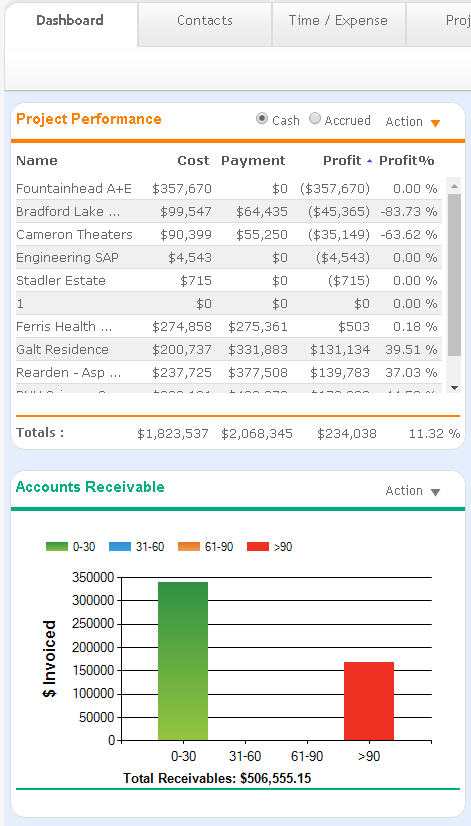 Dashboard Contacts Time / Expense Proj
Project Performance Cash Accrued Action
Name Cost Payment Profit Profit%
Fountainhead A+E $357,670 $0 ($357,670) 0.00 %
Bradford Lake ... $99,547 $64,435 ($45,365) -83.73 %
Cameron Theaters $90,399 $55,250 ($35,149) -63.62 %
Engineering SAP $4,543 $0 ($4,543) 0.00 %
Stadler Estate $715 $0 ($715) 0.00 %
1 $0 $0 $0 0.00 %
Ferris Health ... $274,858 $275,361 $503 0.18 %
Galt Residence $200,737 $331,883 $131,134 39.51 %
Rearden - Asp ... $237,725 $377,508 $139,783 37.03 %
Totals : $1,823,537 $2,068,345 $234,038 11.32 %
Accounts Receivable Action
0-30 31-60 61-90 >90
$ Invoiced
350000
300000
250000
200000
150000
100000
50000
0
0-30 31-60 61-90 >90
Total Receivables: $506,555.15